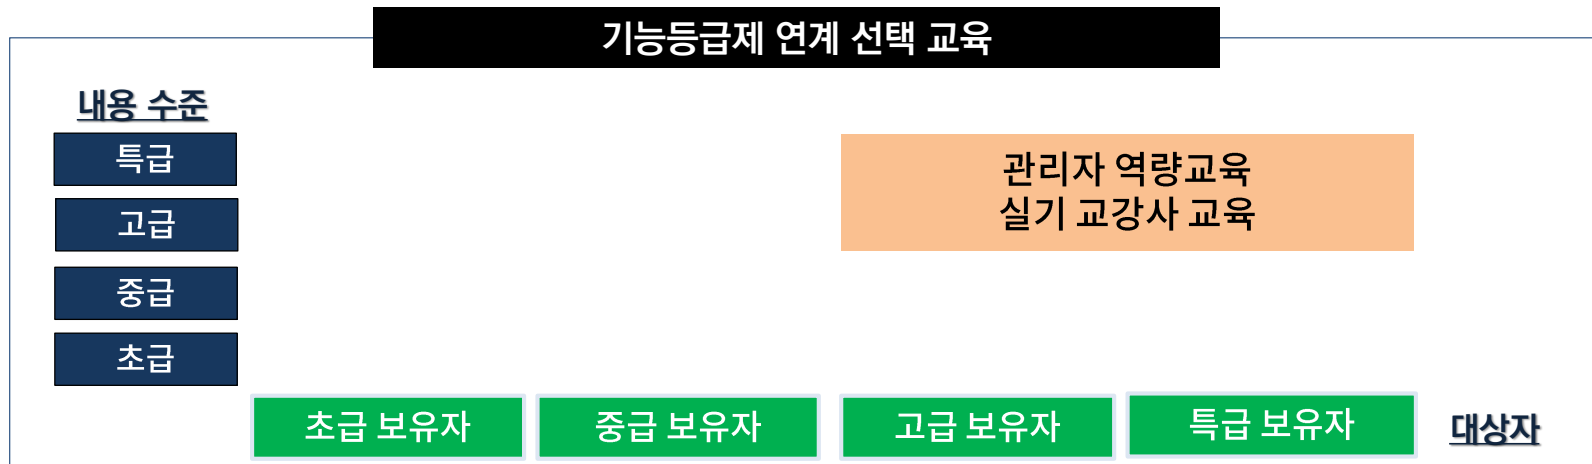 기능등급제 연계 선택 교육
내용 수준
특급
고급
중급
초급
관리자 역량교육
실기 교강사 교육
초급 보유자
중급 보유자
고급 보유자
특급 보유자
대상자